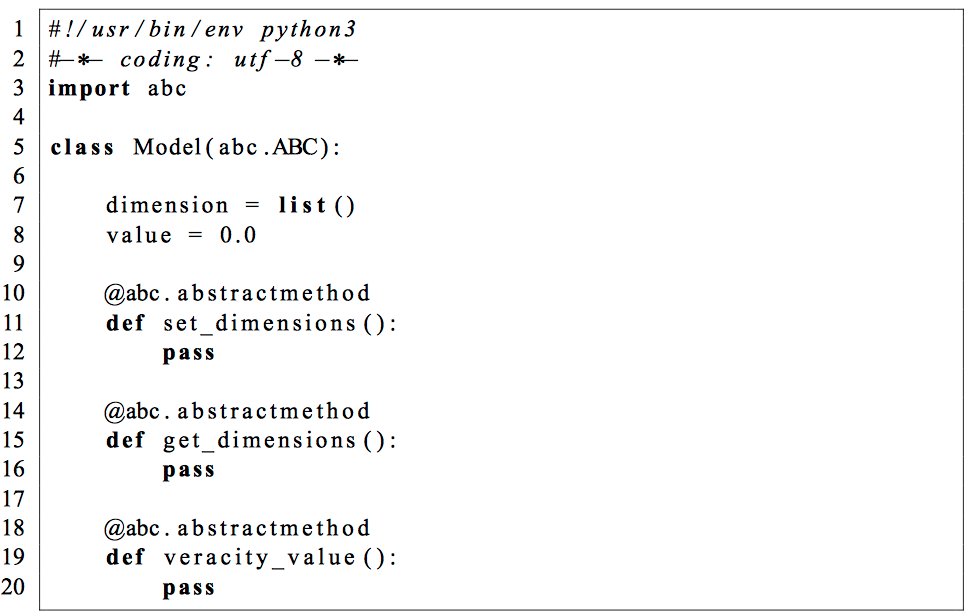 1 #!/usr/bin/env python3
2 #-*- coding: utf-8 -*-
3 import abc
4
5 class Model(abc.ABC):
6
7     dimension = list()
8     value = 0.0
9
10     @abc.abstractmethod
11     def set_dimensions():
12         pass
13
14     @abc.abstractmethod
15     def get_dimensions():
16         pass
17
18     @abc.abstractmethod
19     def veracity_value():
20         pass